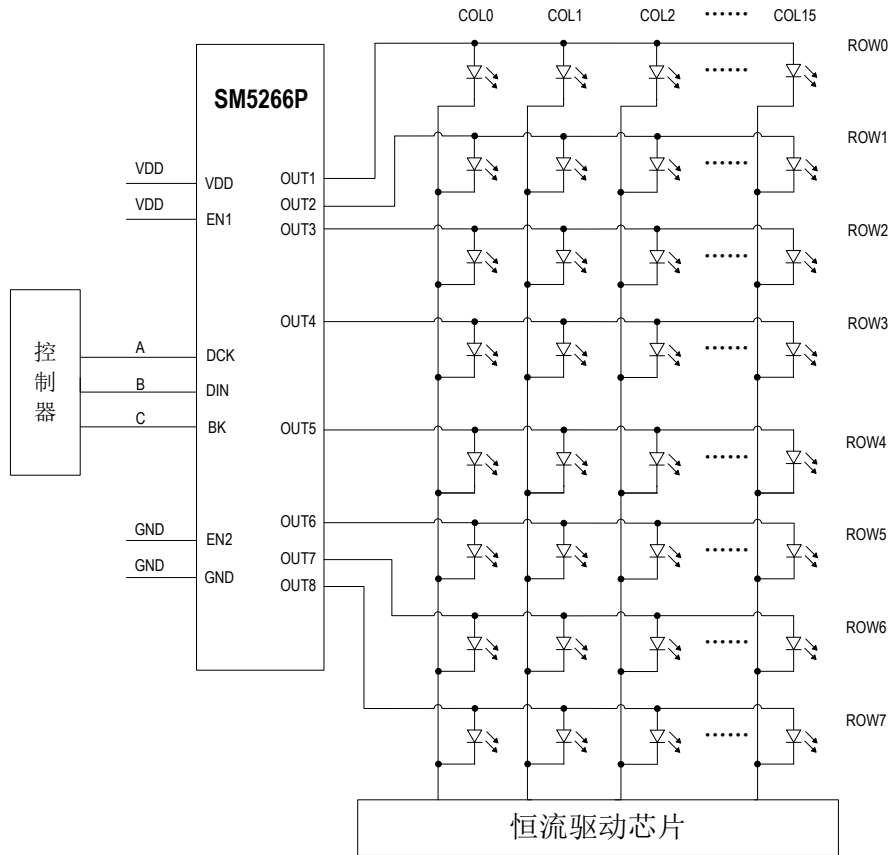 COL0 COL1 COL2 ······ COL15
ROW0
······
SM5266P
ROW1
······
VDD
VDD
OUT1
VDD
OUT2
EN1
OUT3
ROW2
······
OUT4
ROW3
······
控制器
A
DCK
B
DIN
C
BK
OUT5
ROW4
······
GND
EN2
OUT6
ROW5
······
GND
GND
OUT7
OUT8
ROW6
······
ROW7
······
恒流驱动芯片